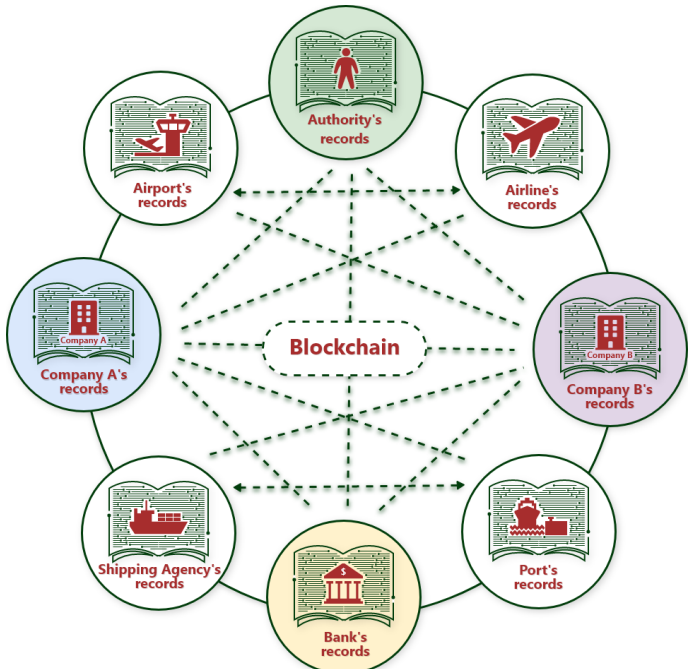 Authority's
records
Airport's
records
Airline's
records
Company A
Company A's
records
Blockchain
Company B
Company B's
records
Shipping Agency's
records
Port's
records
$
Bank's
records